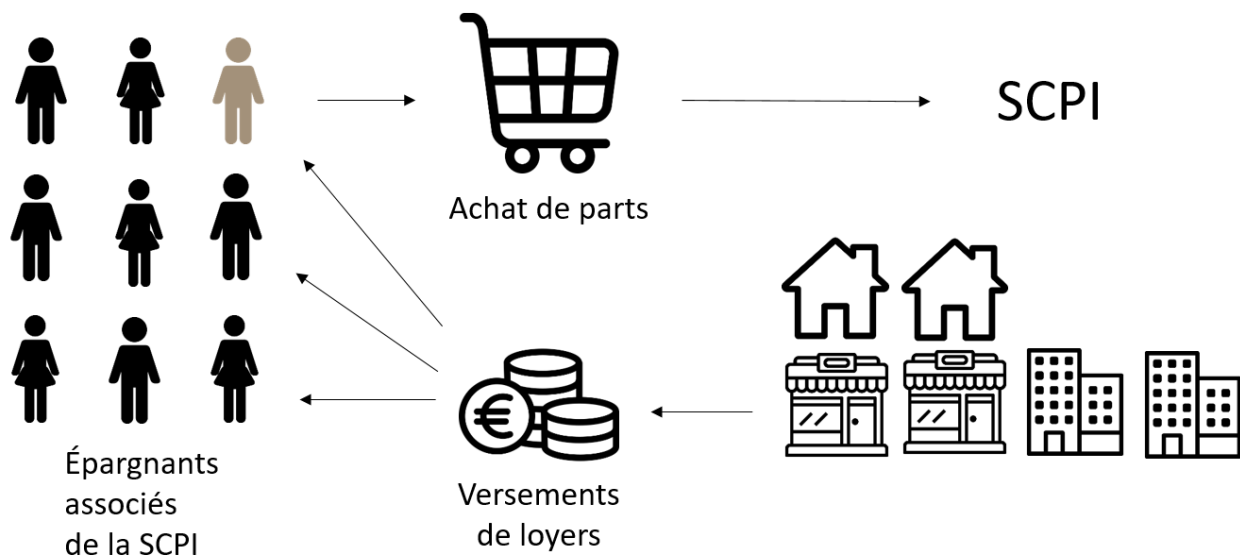 SCPI
Achat de parts
Épargnants
associés
de la SCPI
€
Versements
de loyers